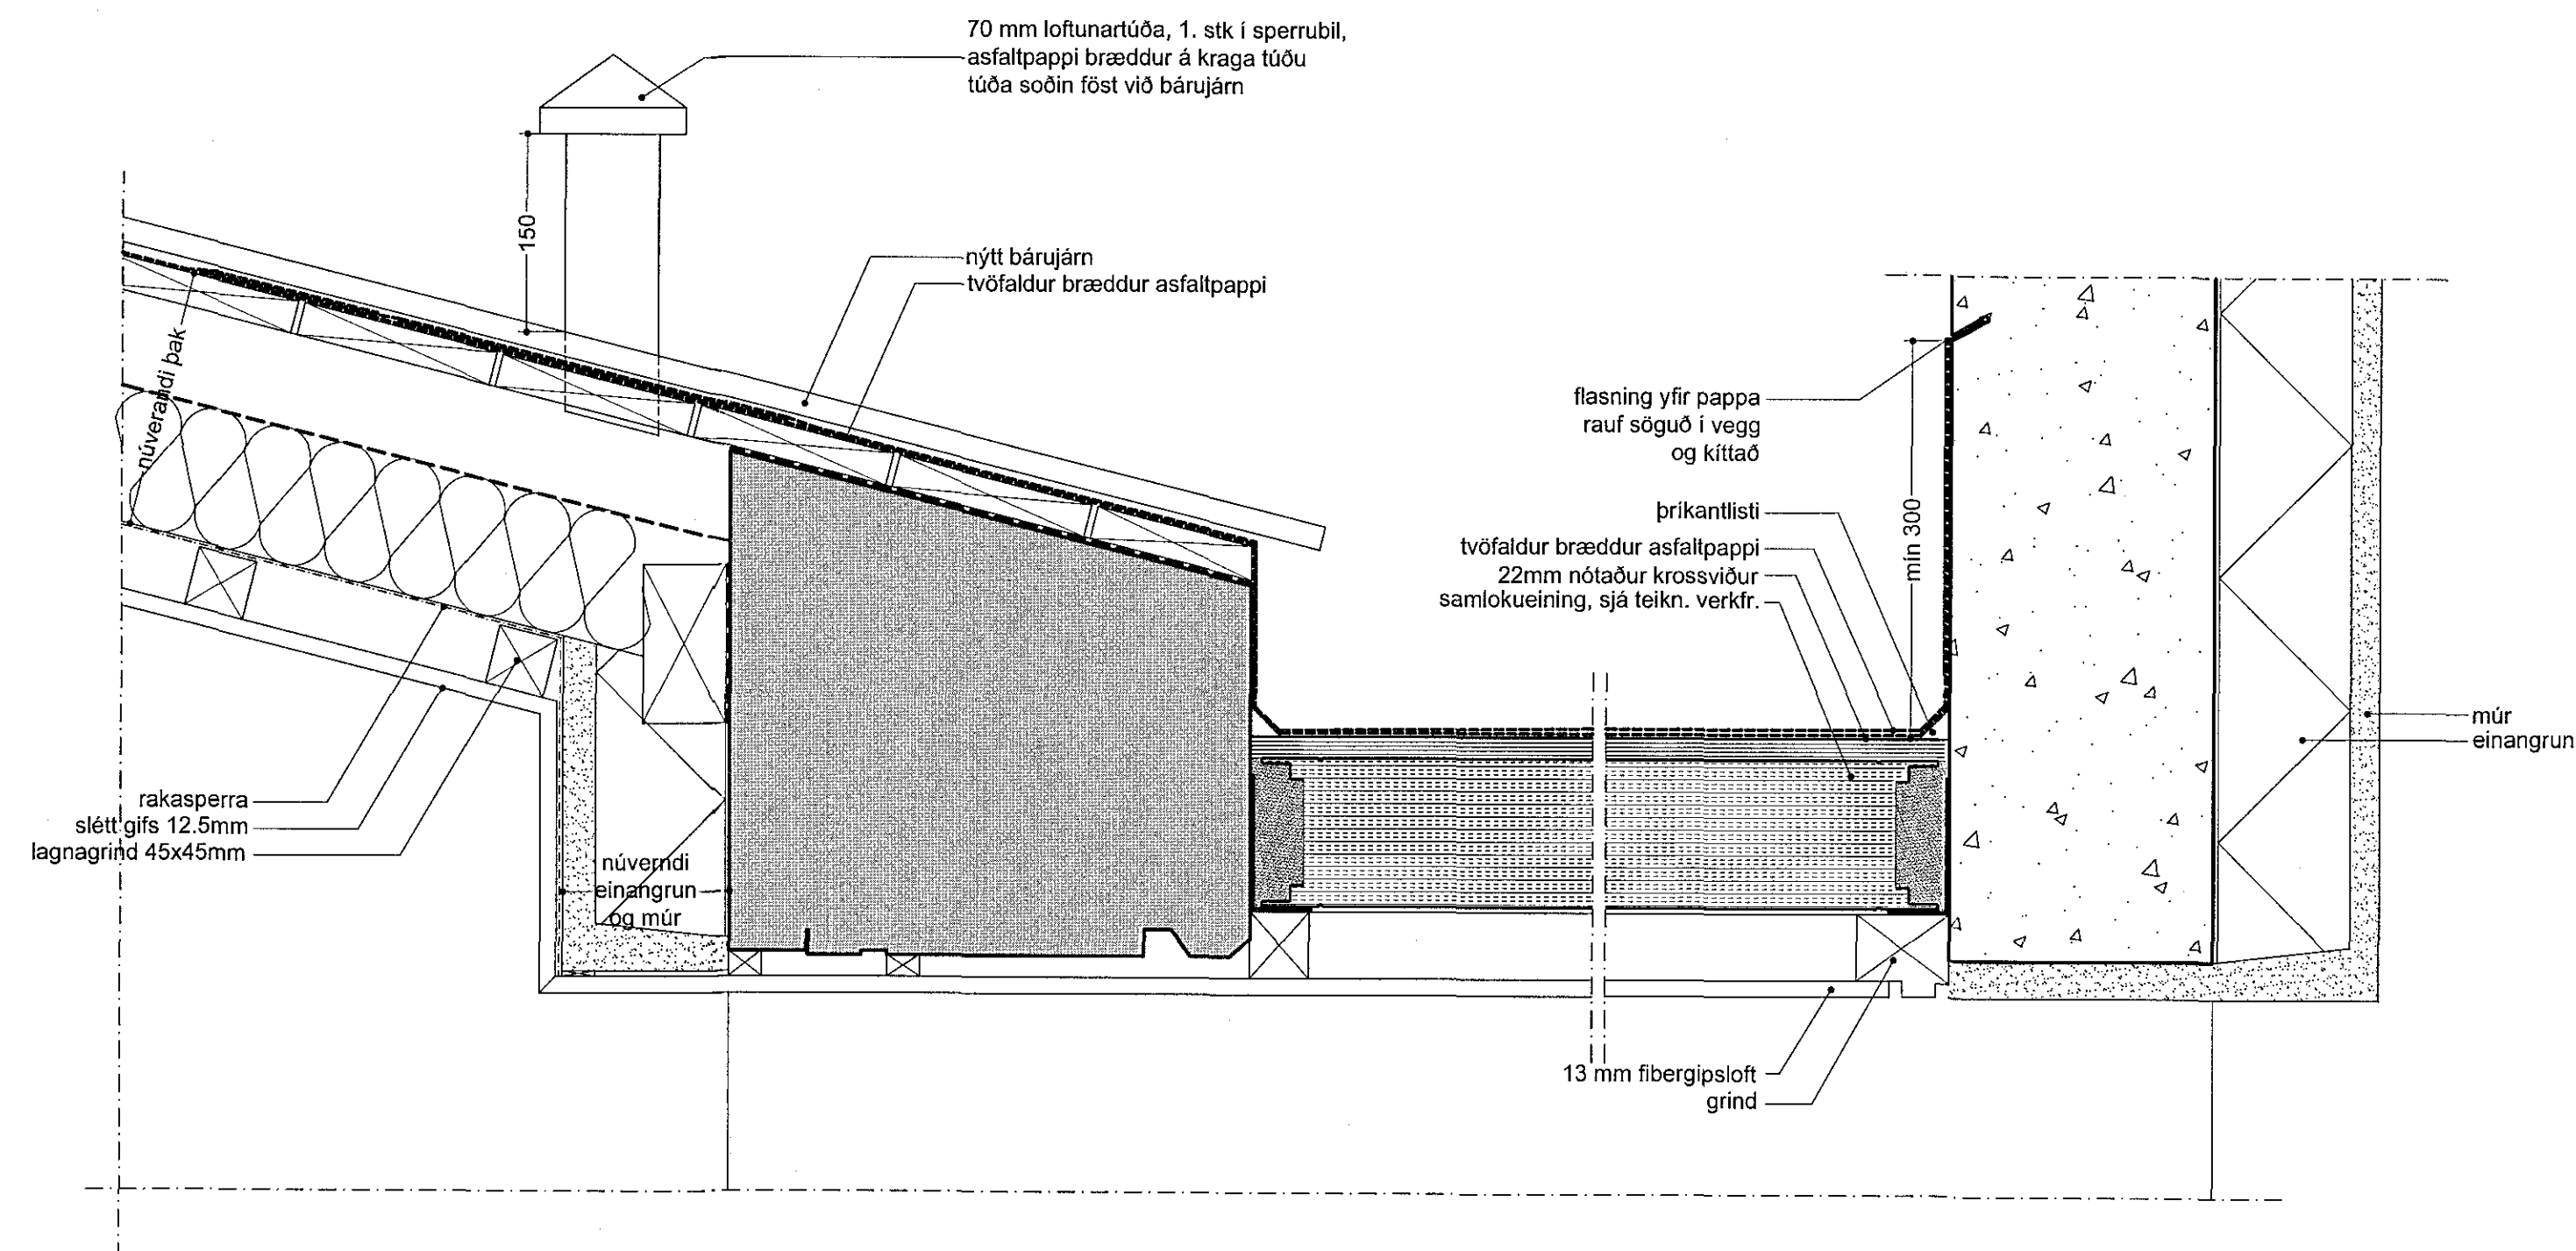 70 mm loftunartúða, 1. stk í sperrubil,
asfaltpappi bræddur á kraga túðu
túða soðin föst við bárujárn
150
nýtt bárujárn
tvöfaldur bræddur asfaltpappi
núverandi þak
flasning yfir pappa
rauf söguð í vegg
og kíttað
þríkantlisti
min 300
tvöfaldur bræddur asfaltpappi
22mm nótaður krossviður
samlokueining, sjá teikn. verkfr.
múr
einangrun
rakasperra
slétt gifs 12.5mm
lagnagrind 45x45mm
núverndi
einangrun
og múr
13 mm fibergipsloft
grind